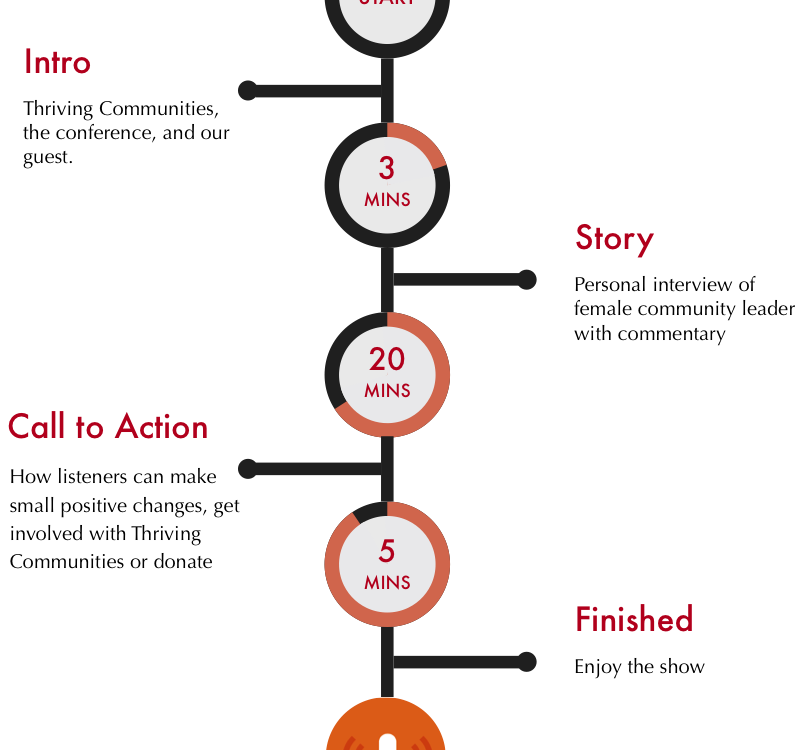 START
Intro
Thriving Communities,
the conference, and our
guest.
3
MINS
Story
Personal interview of
female community leader
with commentary
20
MINS
Call to Action
How listeners can make
small positive changes, get
involved with Thriving
Communities or donate
5
MINS
Finished
Enjoy the show